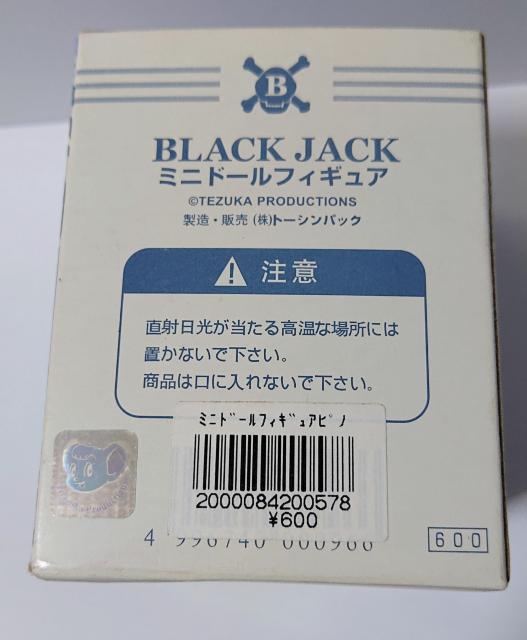 B
BLACK JACK
ミニドールフィギュア
©TEZUKA PRODUCTIONS
製造・販売 (株)トーシンパック
注意
直射日光が当たる高温な場所には
置かないで下さい。
商品は口に入れないで下さい。
ﾐﾆﾄﾞｰﾙﾌｨｷﾞｭｱﾋﾟﾉ
2000084200578
¥600
4 996740 000966
600